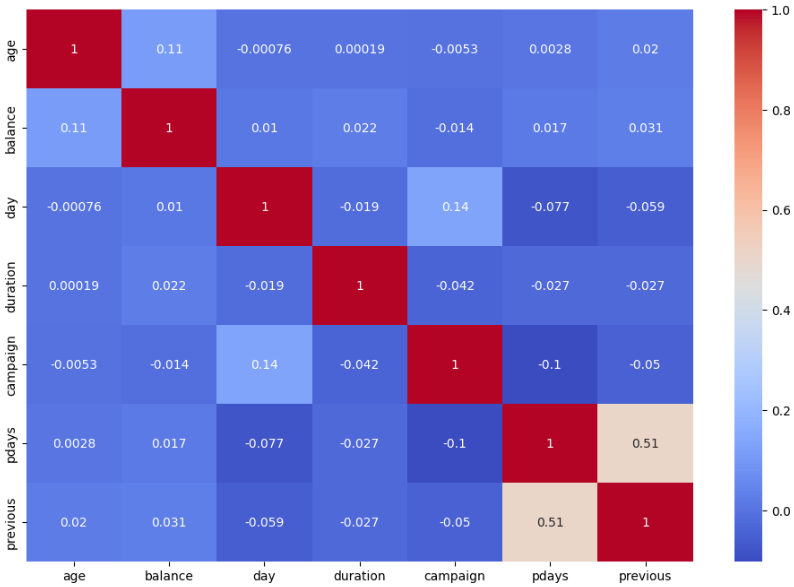 age 1 0.11 -0.00076 0.00019 -0.0053 0.0028 0.02
balance 0.11 1 0.01 0.022 -0.014 0.017 0.031
day -0.00076 0.01 1 -0.019 0.14 -0.077 -0.059
duration 0.00019 0.022 -0.019 1 -0.042 -0.027 -0.027
campaign -0.0053 -0.014 0.14 -0.042 1 -0.1 -0.05
pdays 0.0028 0.017 -0.077 -0.027 -0.1 1 0.51
previous 0.02 0.031 -0.059 -0.027 -0.05 0.51 1
age balance day duration campaign pdays previous
1.0
0.8
0.6
0.4
0.2
0.0